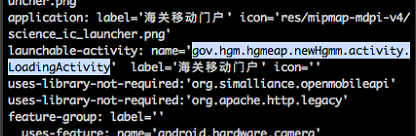 uncher.png'
application: label='海关移动门户' icon='res/mipmap-mdpi-v4/
science_ic_launcher.png'
launchable-activity: name='gov.hgm.hgmeap.newHgmm.activity.
LoadingActivity'  label='海关移动门户' icon=''
uses-library-not-required:'org.simalliance.openmobileapi'
uses-library-not-required:'org.apache.http.legacy'
feature-group: label=''
  uses-feature: name='android.hardware.camera'